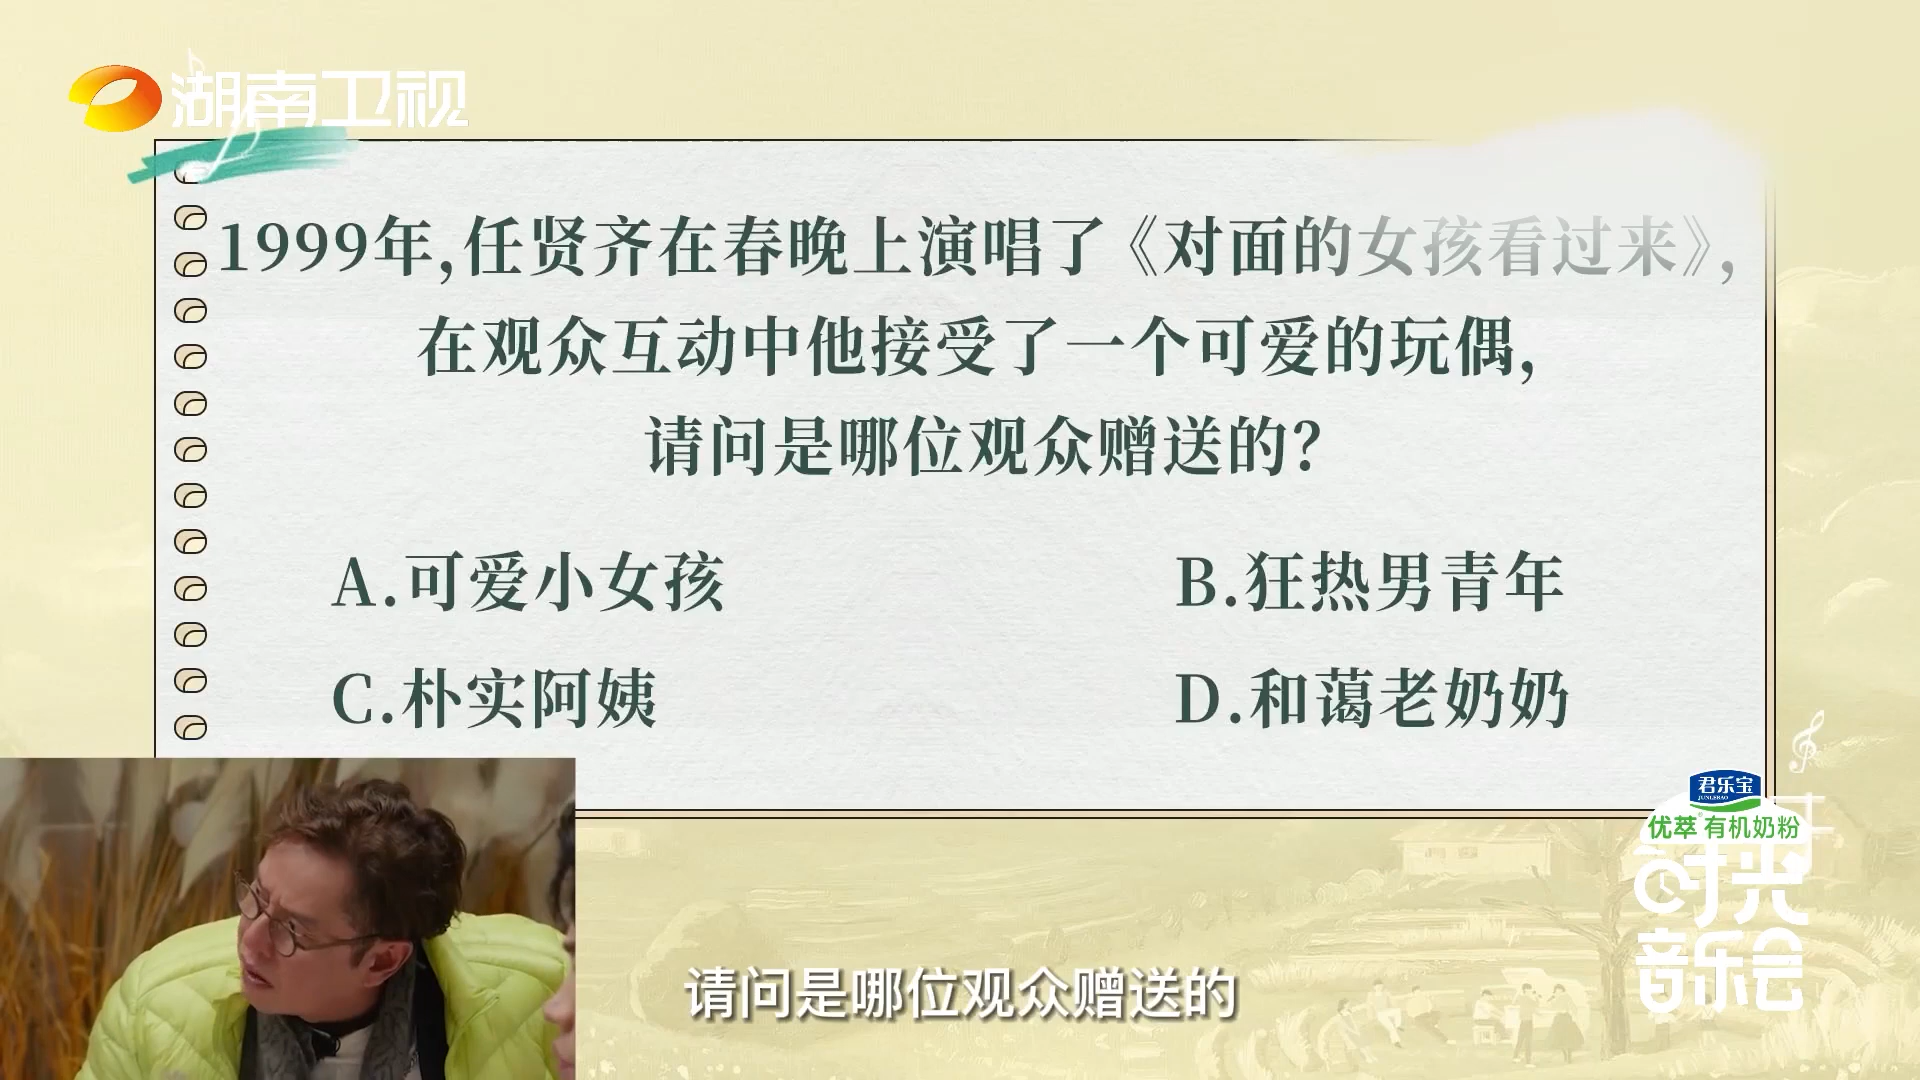 湖南卫视
1999年,任贤齐在春晚上演唱了《对面的女孩看过来》,
在观众互动中他接受了一个可爱的玩偶,
请问是哪位观众赠送的?
A.可爱小女孩
B.狂热男青年
C.朴实阿姨
D.和蔼老奶奶
君乐宝
JUNLEBAO
优萃有机奶粉
时光
音乐会
请问是哪位观众赠送的